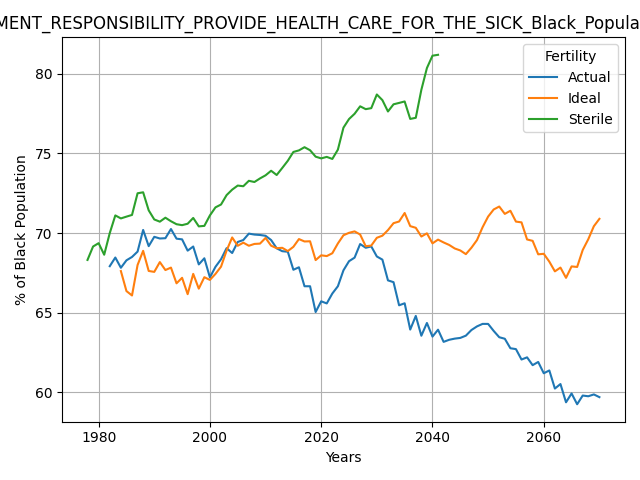 MENT_RESPONSIBILITY_PROVIDE_HEALTH_CARE_FOR_THE_SICK_Black_Popula
Fertility
Actual
Ideal
Sterile
% of Black Population
80
75
70
65
60
1980 2000 2020 2040 2060
Years